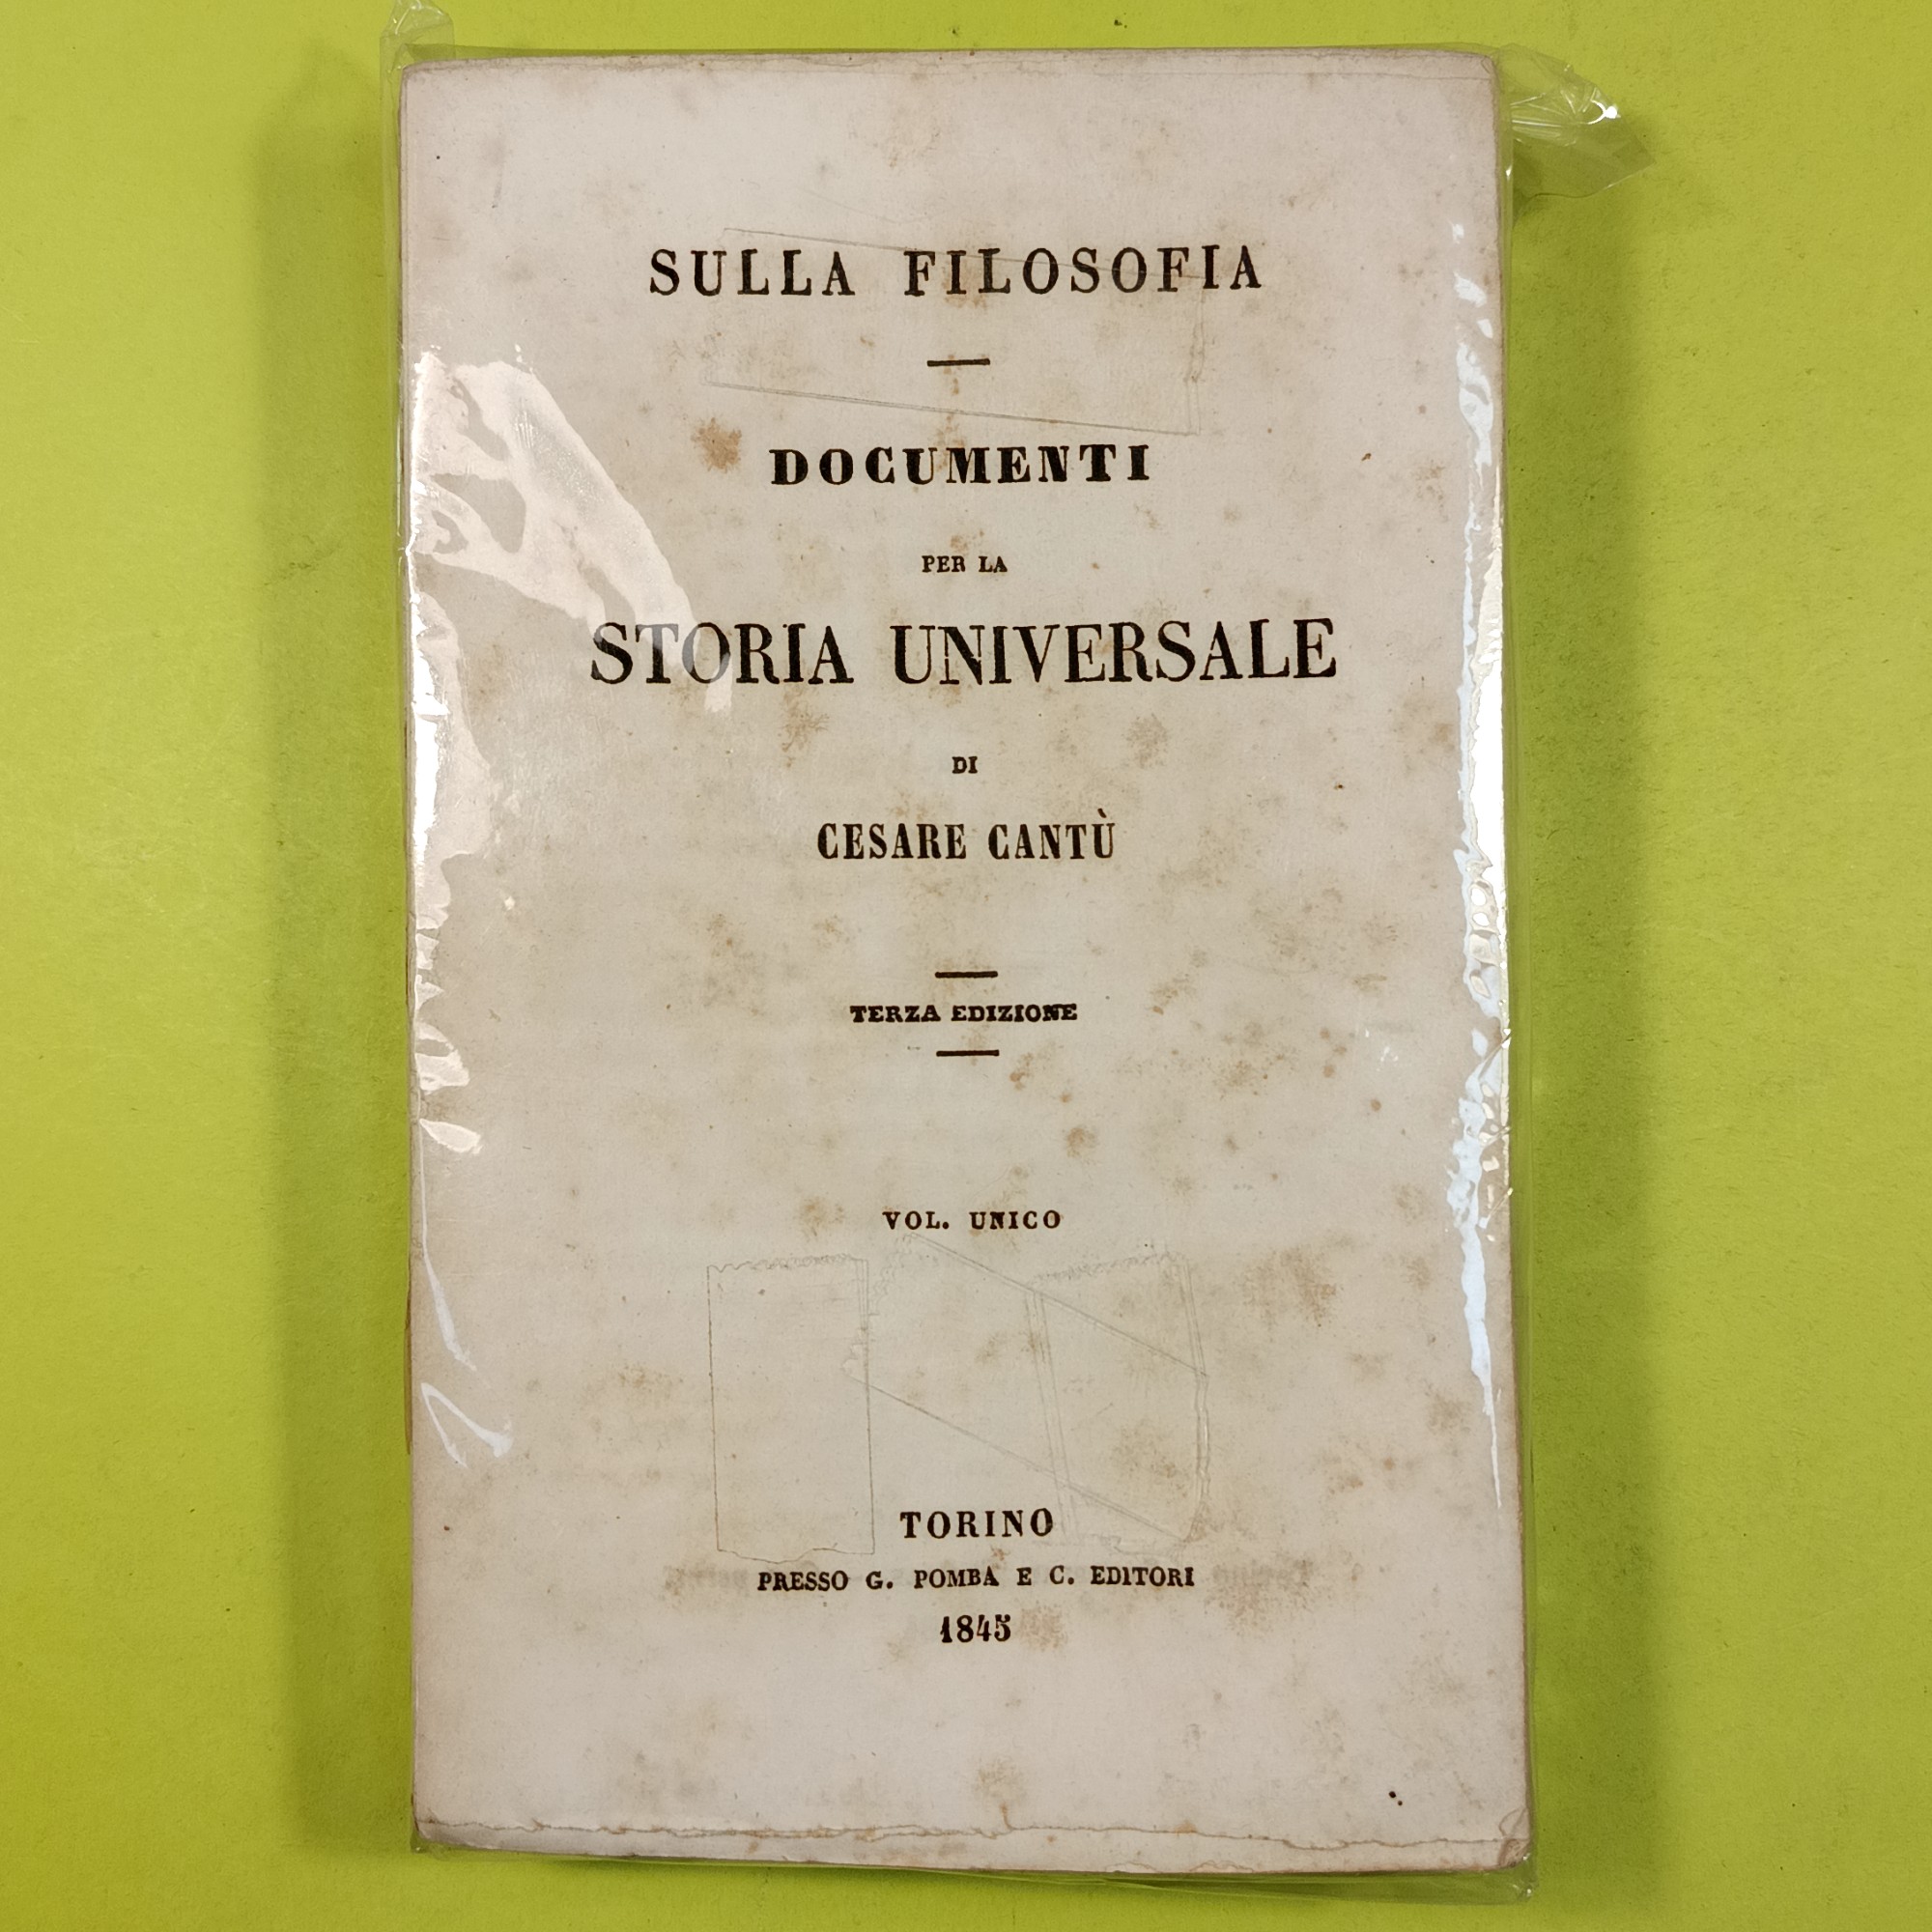 SULLA FILOSOFIA
DOCUMENTI
PER LA
STORIA UNIVERSALE
DI
CESARE CANTÙ
TERZA EDIZIONE
VOL. UNICO
TORINO
PRESSO G. POMBA E C. EDITORI
1845